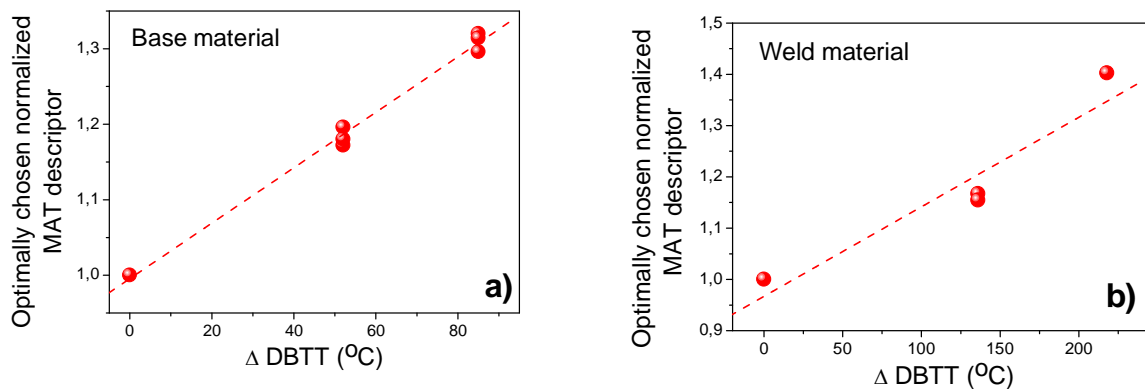 Optimally chosen normalized
MAT descriptor
1,3
1,2
1,1
1,0
Base material
a)
0 20 40 60 80
Δ DBTT (⁰C)
Optimally chosen normalized
MAT descriptor
1,5
1,4
1,3
1,2
1,1
1,0
0,9
Weld material
b)
0 50 100 150 200
Δ DBTT (⁰C)